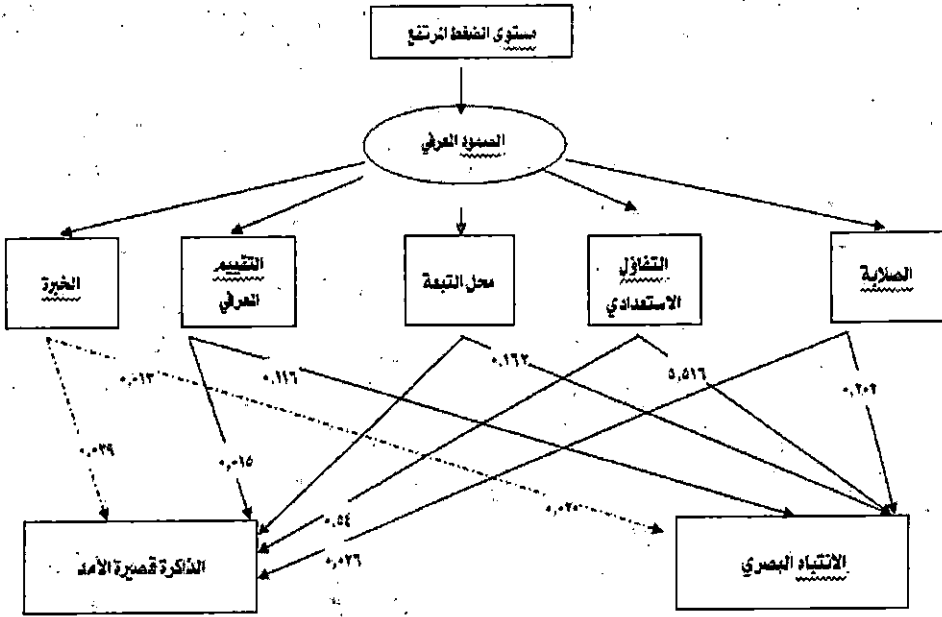 مستوى الضغط المرتفع
الصمود المعرفي
الصلابة
التفاؤل
الاستعدادي
محل التبعة
التقييم
المعرفي
الخبرة
٠,٢٠٢
٥,٥١٦
٠,١٦٢
٠,١٤٦
٠,٠١٣
٠,٠٣٩
٠,٠١٥
٠,٥٤
٠,٠٢٦
٠,٠٢٥
الانتباه البصري
الذاكرة قصيرة الأمد